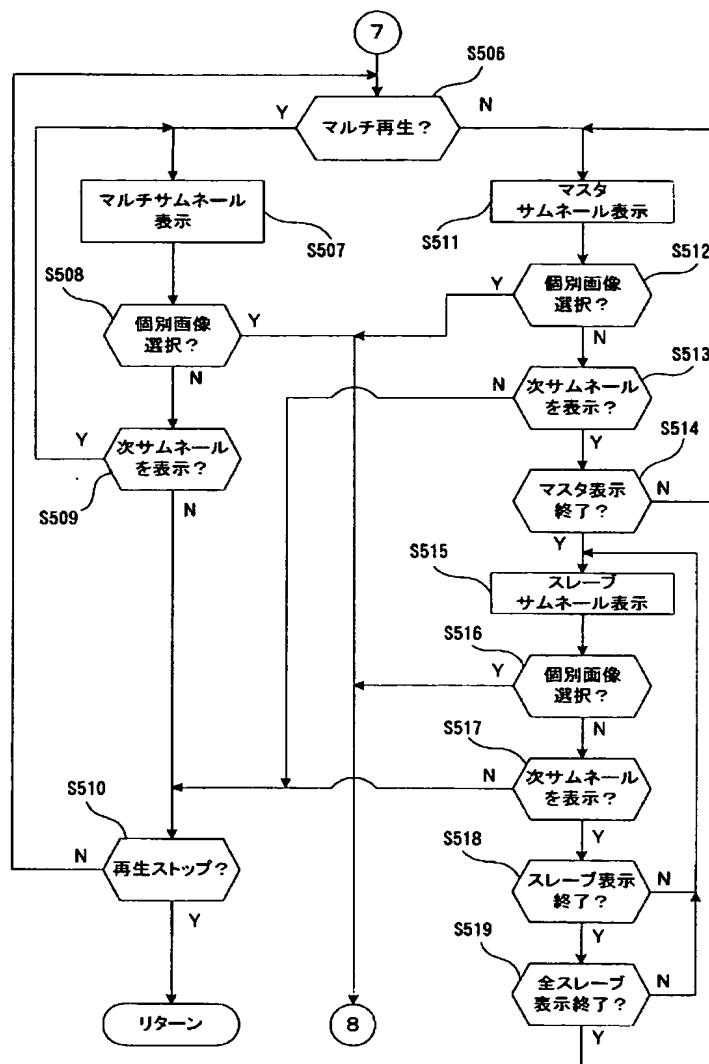 7
S506
Y
N
マルチ再生？
マルチサムネール
表示
S507
マスタ
サムネール表示
S511
S508
個別画像
選択？
Y
N
S512
Y
個別画像
選択？
N
S513
N
次サムネール
を表示？
Y
Y
次サムネール
を表示？
S509
N
S514
マスタ表示
終了？
N
Y
S515
スレーブ
サムネール表示
S516
Y
個別画像
選択？
N
S517
N
次サムネール
を表示？
Y
S510
N
再生ストップ？
Y
S518
スレーブ表示
終了？
N
Y
S519
全スレーブ
表示終了？
N
Y
リターン
8